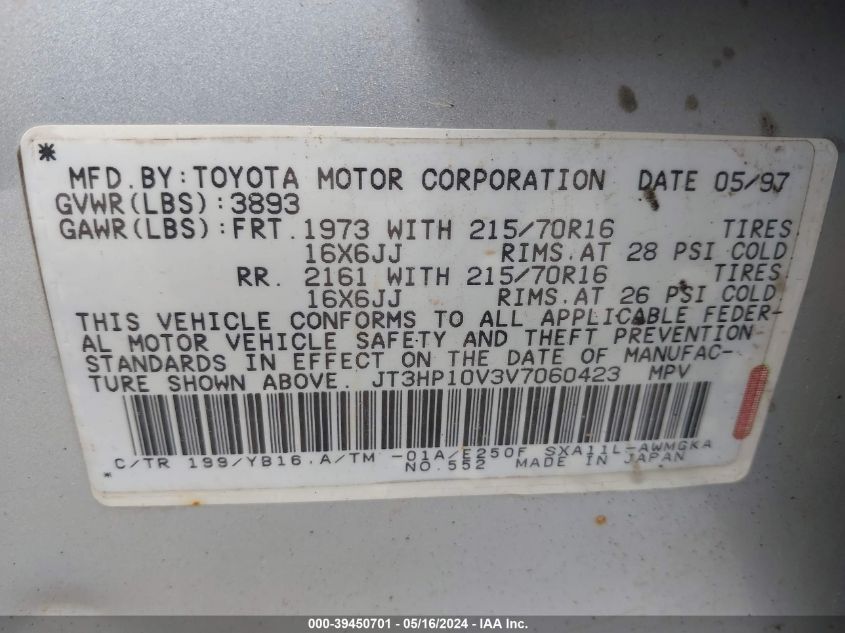 *
MFD.BY:TOYOTA MOTOR CORPORATION DATE 05/97
GVWR(LBS):3893
GAWR(LBS):FRT.1973 WITH 215/70R16 TIRES
16X6JJ RIMS.AT 28 PSI COLD
RR. 2161 WITH 215/70R16 TIRES
16X6JJ RIMS.AT 26 PSI COLD
THIS VEHICLE CONFORMS TO ALL APPLICABLE FEDER-
AL MOTOR VEHICLE SAFETY AND THEFT PREVENTION
STANDARDS IN EFFECT ON THE DATE OF MANUFAC-
TURE SHOWN ABOVE. JT3HP10V3V7060423 MPV
C/TR 199/YB16.A/TM -01A/E250F SXA11L-AWMGKA
* NO.552 MADE IN JAPAN
000-39450701 - 05/16/2024 - IAA Inc.